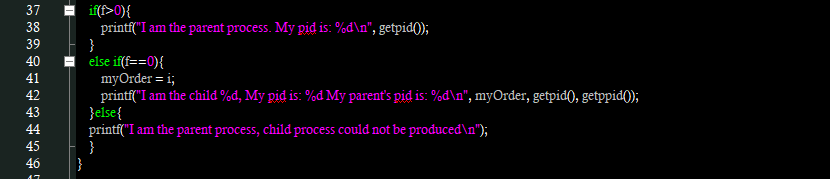 37 if(f>0){
38 printf("I am the parent process. My pid is: %d\n", getpid());
39 }
40 else if(f==0){
41 myOrder = i;
42 printf("I am the child %d, My pid is: %d My parent's pid is: %d\n", myOrder, getpid(), getppid());
43 }else{
44 printf("I am the parent process, child process could not be produced\n");
45 }
46 }